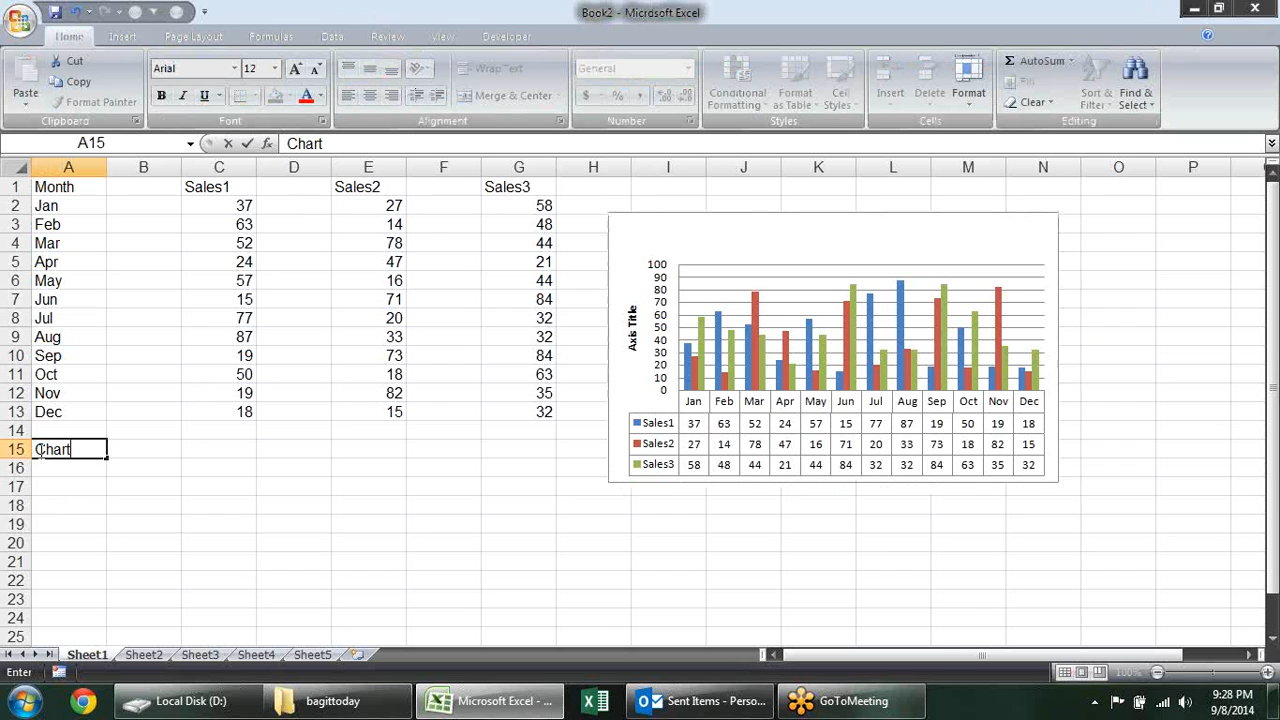 Book2 - Microsoft Excel
Home Insert Page Layout Formulas Data Review View Developer
Cut
Copy
Format Painter
Paste
Clipboard
Arial 12
B I U A
Font
Wrap Text
Merge & Center
Alignment
General
$ % ,
Number
Conditional Formatting
Format as Table
Cell Styles
Styles
Insert Delete Format
Cells
Σ AutoSum
Fill
Clear
Sort & Filter
Find & Select
Editing
A15 fx Chart
A B C D E F G H I J K L M N O P
1 Month Sales1 Sales2 Sales3
2 Jan 37 27 58
3 Feb 63 14 48
4 Mar 52 78 44
5 Apr 24 47 21
6 May 57 16 44
7 Jun 15 71 84
8 Jul 77 20 32
9 Aug 87 33 32
10 Sep 19 73 84
11 Oct 50 18 63
12 Nov 19 82 35
13 Dec 18 15 32
14
15 Chart
16
17
18
19
20
21
22
23
24
25
Axis Title
100
90
80
70
60
50
40
30
20
10
0
Jan Feb Mar Apr May Jun Jul Aug Sep Oct Nov Dec
Sales1 37 63 52 24 57 15 77 87 19 50 19 18
Sales2 27 14 78 47 16 71 20 33 73 18 82 15
Sales3 58 48 44 21 44 84 32 32 84 63 35 32
Sheet1 Sheet2 Sheet3 Sheet4 Sheet5
Enter 100%
Local Disk (D:) bagittoday Microsoft Excel - ... Sent Items - Perso... GoToMeeting
9:28 PM
9/8/2014